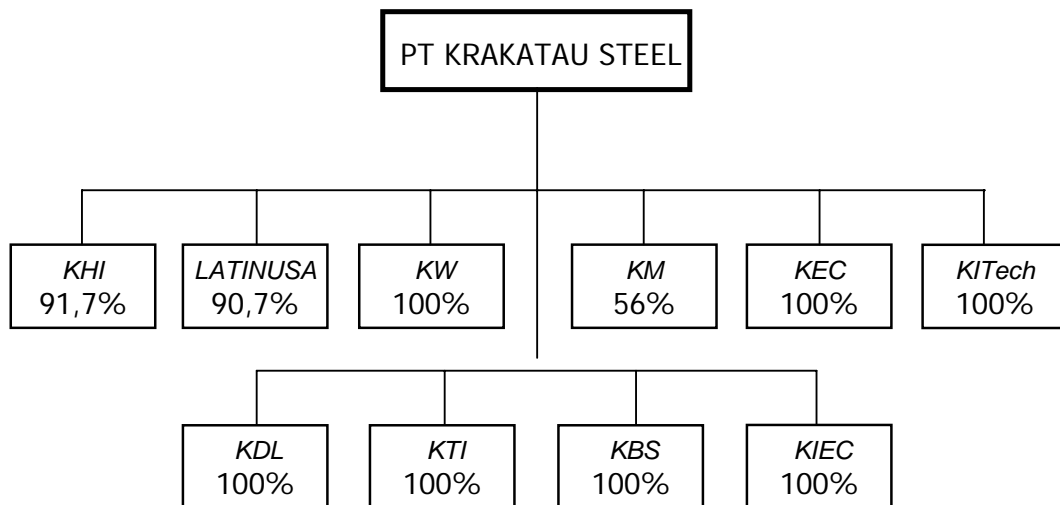 PT KRAKATAU STEEL
KHI
91,7%
LATINUSA
90,7%
KW
100%
KM
56%
KEC
100%
KITech
100%
KDL
100%
KTI
100%
KBS
100%
KIEC
100%